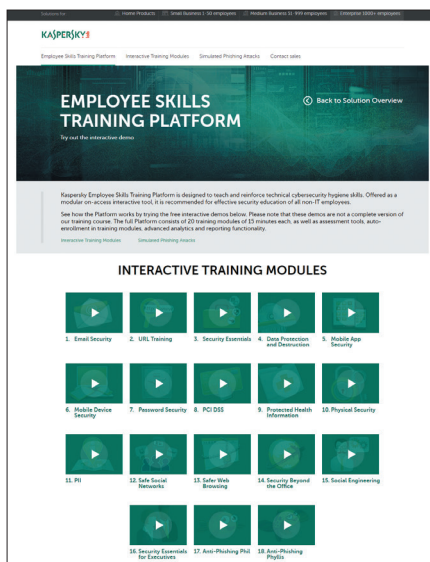 Solutions for:
Home Products
Small Business 1-50 employees
Medium Business 51-999 employees
Enterprise 1000+ employees
KASPERSKY
Employee Skills Training Platform
Interactive Training Modules
Simulated Phishing Attacks
Contact sales
EMPLOYEE SKILLS
TRAINING PLATFORM
Back to Solution Overview
Try out the interactive demo
Kaspersky Employee Skills Training Platform is designed to teach and reinforce technical cybersecurity hygiene skills. Offered as a
modular on-access interactive tool, it is recommended for effective security education of all non-IT employees.
See how the Platform works by trying the free interactive demos below. Please note that these demos are not a complete version of
our training course. The full Platform consists of 20 training modules of 15 minutes each, as well as assessment tools, auto-
enrollment in training modules, advanced analytics and reporting functionality.
Interactive Training Modules
Simulated Phishing Attacks
INTERACTIVE TRAINING MODULES
1. Email Security
2. URL Training
3. Security Essentials
4. Data Protection
and Destruction
5. Mobile App
Security
6. Mobile Device
Security
7. Password Security
8. PCI DSS
9. Protected Health
Information
10. Physical Security
11. PII
12. Safe Social
Networks
13. Safer Web
Browsing
14. Security Beyond
the Office
15. Social Engineering
16. Security Essentials
for Executives
17. Anti-Phishing Phil
18. Anti-Phishing
Phyllis